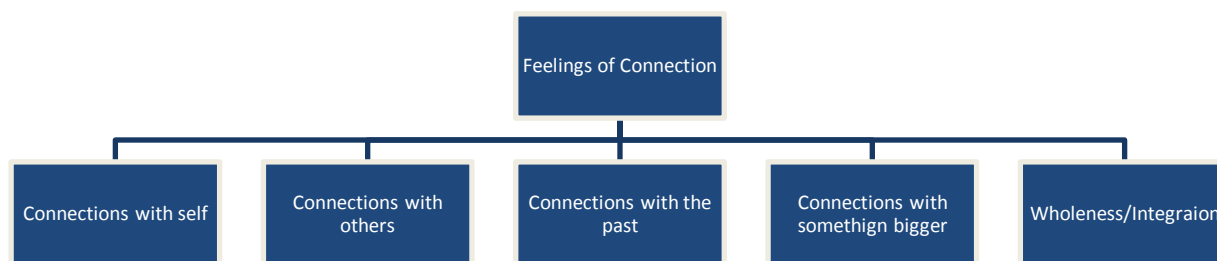 Feelings of Connection
Connections with self
Connections with
others
Connections with the
past
Connections with
somethign bigger
Wholeness/Integraion